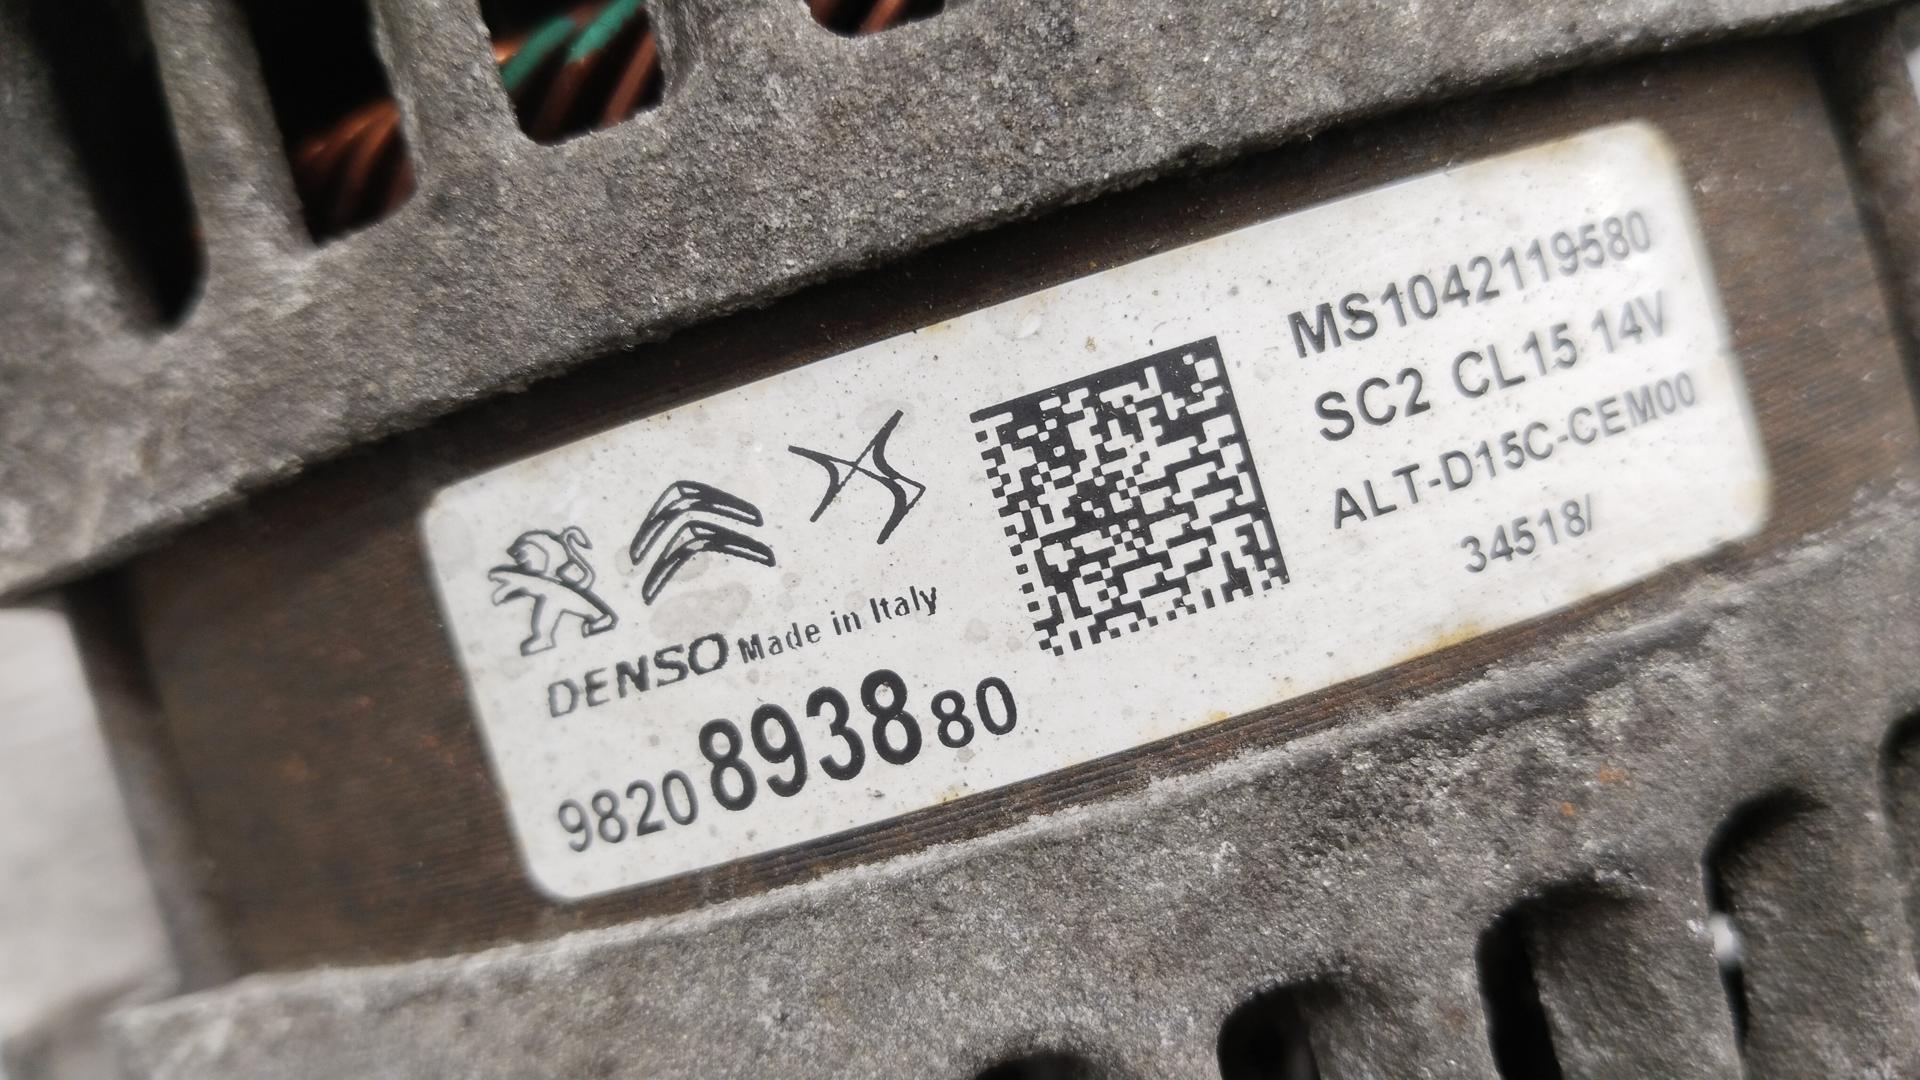 DENSO Made in Italy
9820893880
MS1042119580
SC2 CL15 14V
ALT-D15C-CEM00
34518/